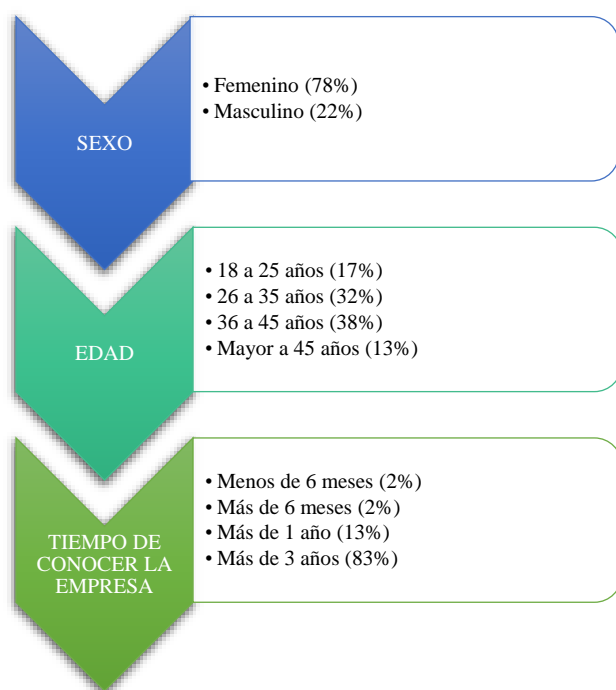 SEXO
• Femenino (78%)
• Masculino (22%)
EDAD
• 18 a 25 años (17%)
• 26 a 35 años (32%)
• 36 a 45 años (38%)
• Mayor a 45 años (13%)
TIEMPO DE
CONOCER LA
EMPRESA
• Menos de 6 meses (2%)
• Más de 6 meses (2%)
• Más de 1 año (13%)
• Más de 3 años (83%)